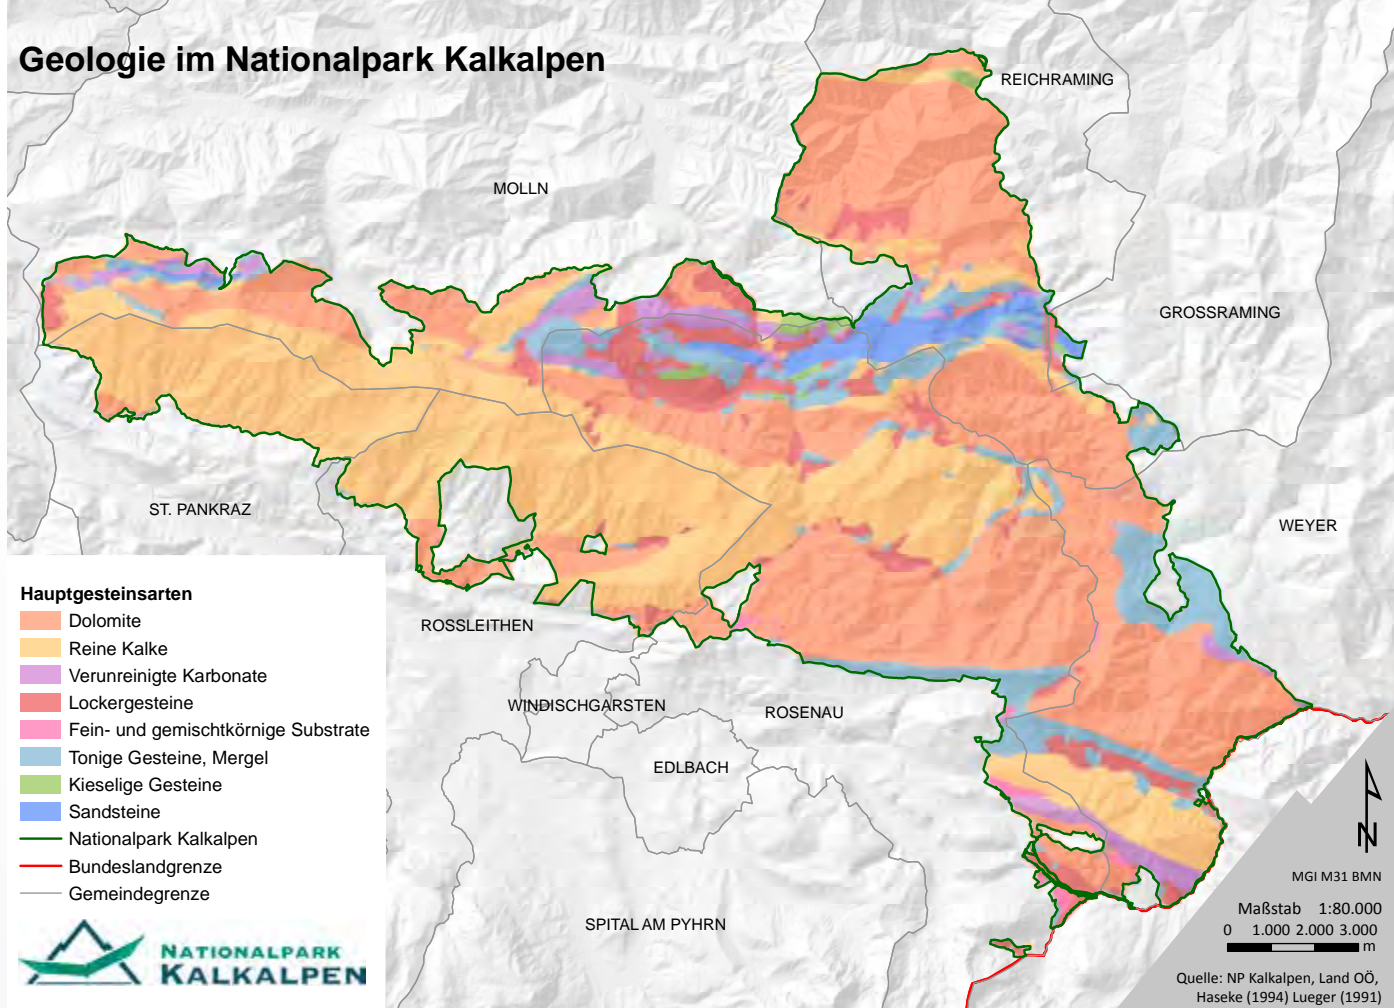 Geologie im Nationalpark Kalkalpen
REICHRAMING
MOLLN
GROSSRAMING
ST. PANKRAZ
WEYER
ROSSLEITHEN
WINDISCHGARSTEN
ROSENAU
EDLBACH
SPITAL AM PYHRN
Hauptgesteinsarten
Dolomite
Reine Kalke
Verunreinigte Karbonate
Lockergesteine
Fein- und gemischtkörnige Substrate
Tonige Gesteine, Mergel
Kieselige Gesteine
Sandsteine
Nationalpark Kalkalpen
Bundeslandgrenze
Gemeindegrenze
NATIONALPARK
KALKALPEN
N
MGI M31 BMN
Maßstab 1:80.000
0 1.000 2.000 3.000
m
Quelle: NP Kalkalpen, Land OÖ,
Haseke (1994) Lueger (1991)